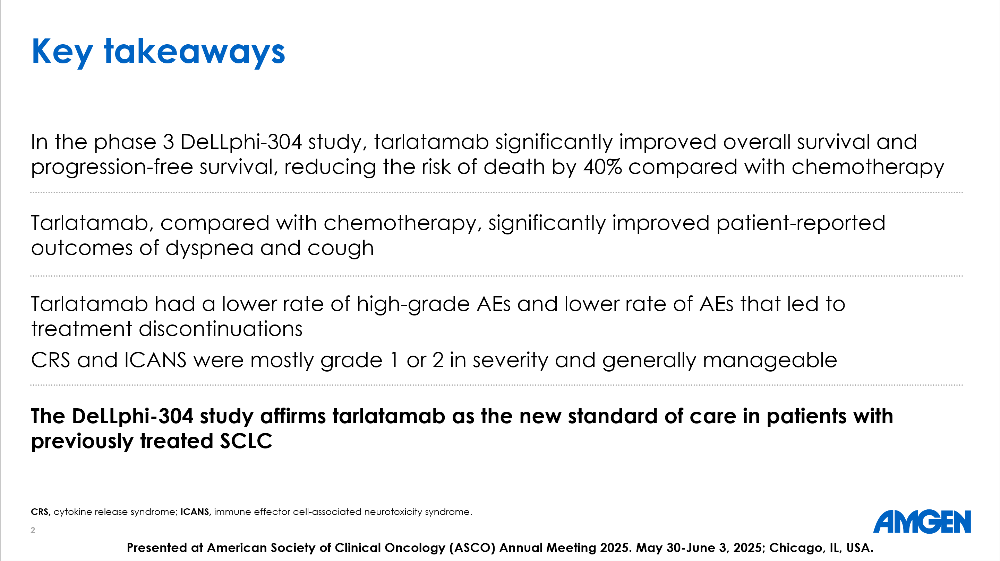 Key takeaways
In the phase 3 DeLLphi-304 study, tarlatamab significantly improved overall survival and
progression-free survival, reducing the risk of death by 40% compared with chemotherapy
Tarlatamab, compared with chemotherapy, significantly improved patient-reported
outcomes of dyspnea and cough
Tarlatamab had a lower rate of high-grade AEs and lower rate of AEs that led to
treatment discontinuations
CRS and ICANS were mostly grade 1 or 2 in severity and generally manageable
The DeLLphi-304 study affirms tarlatamab as the new standard of care in patients with
previously treated SCLC
CRS, cytokine release syndrome; ICANS, immune effector cell-associated neurotoxicity syndrome.
2
AMGEN
Presented at American Society of Clinical Oncology (ASCO) Annual Meeting 2025. May 30-June 3, 2025; Chicago, IL, USA.